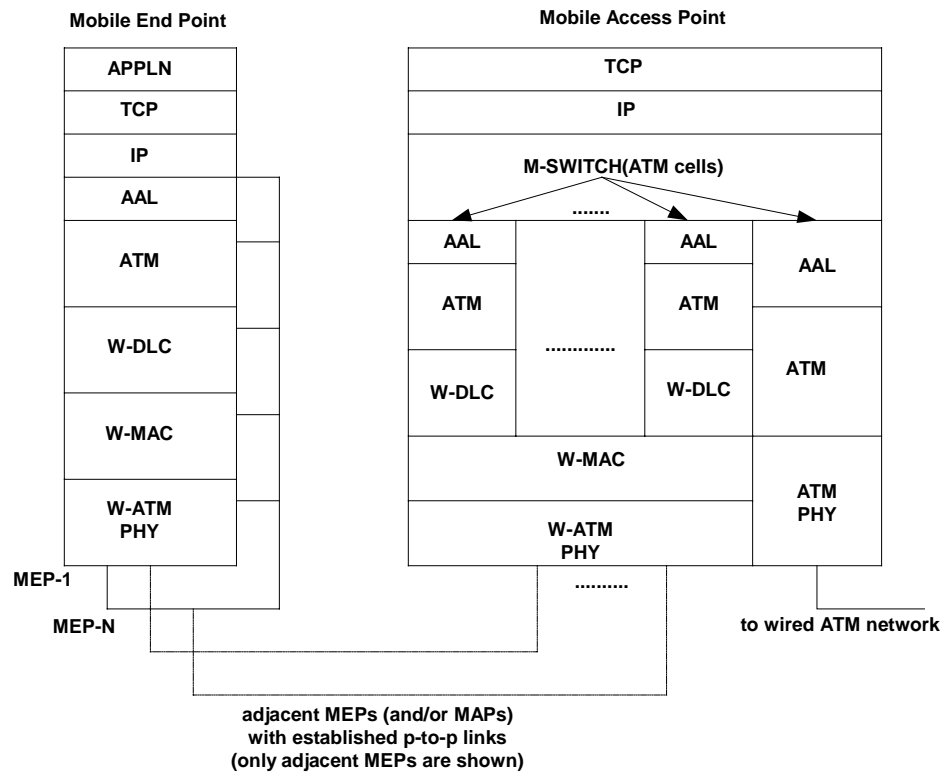 Mobile End Point
APPLN
TCP
IP
AAL
ATM
W-DLC
W-MAC
W-ATM
PHY
MEP-1
MEP-N
Mobile Access Point
TCP
IP
M-SWITCH(ATM cells)
.......
AAL
AAL
AAL
ATM
ATM
ATM
.............
W-DLC
W-DLC
W-MAC
ATM
PHY
W-ATM
PHY
..........
to wired ATM network
adjacent MEPs (and/or MAPs)
with established p-to-p links
(only adjacent MEPs are shown)